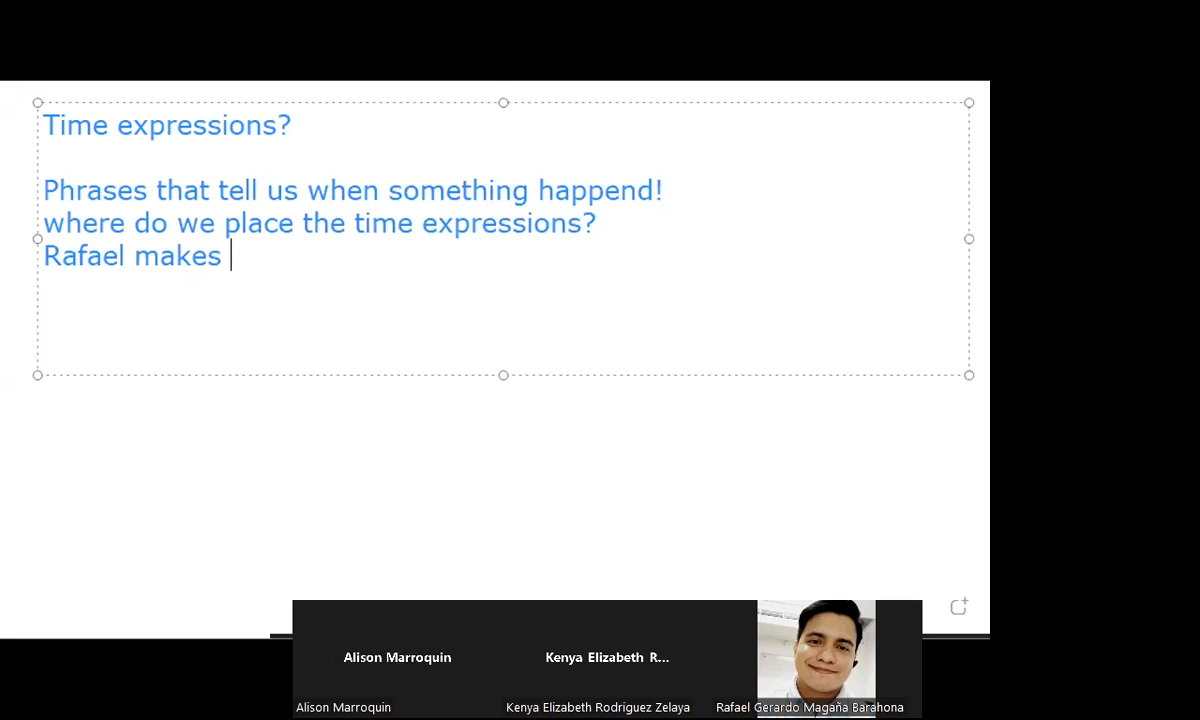 Time expressions?
Phrases that tell us when something happend!
where do we place the time expressions?
Rafael makes
Alison Marroquin
Kenya Elizabeth R...
Alison Marroquin
Kenya Elizabeth Rodriguez Zelaya
Rafael Gerardo Magaña Barahona